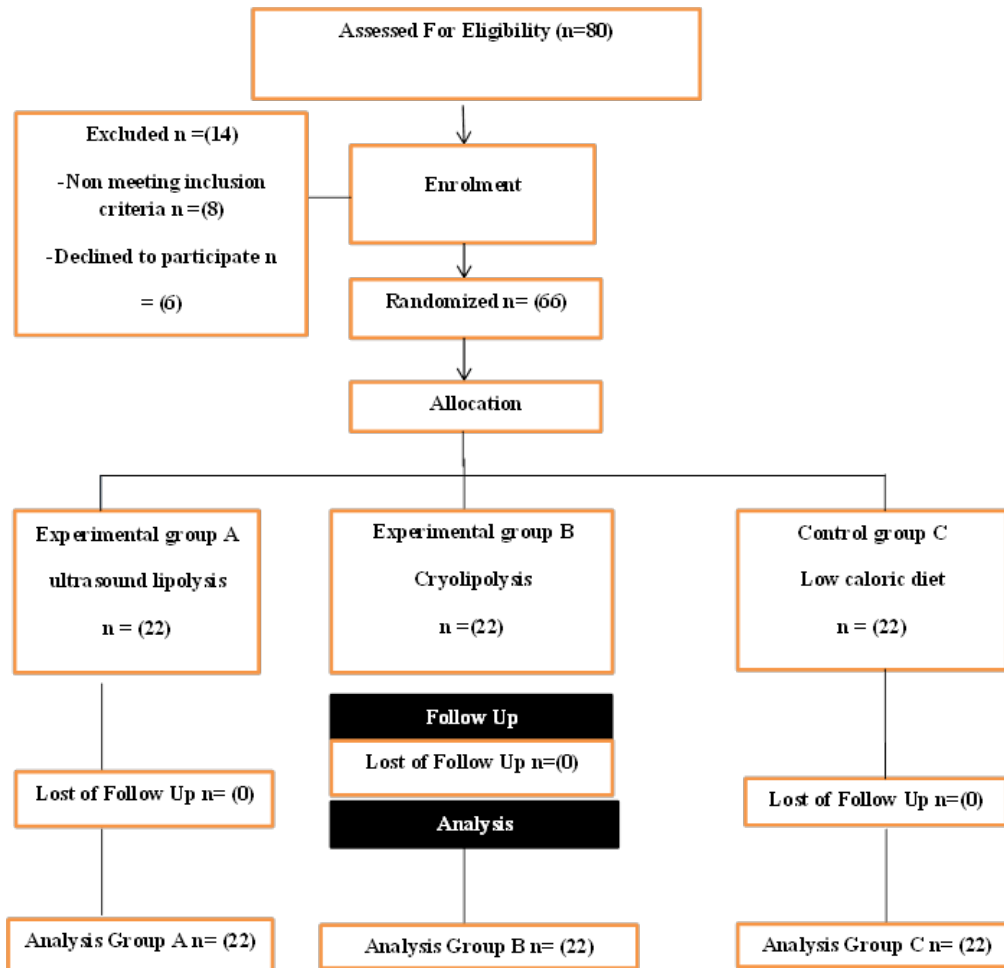 Assessed For Eligibility (n=80)
Excluded n =(14)
-Non meeting inclusion
criteria n =(8)
-Declined to participate n
= (6)
Enrolment
Randomized n= (66)
Allocation
Experimental group A
ultrasound lipolysis
n = (22)
Experimental group B
Cryolipolysis
n =(22)
Control group C
Low caloric diet
n = (22)
Follow Up
Lost of Follow Up n= (0)
Lost of Follow Up n=(0)
Lost of Follow Up n=(0)
Analysis
Analysis Group A n= (22)
Analysis Group B n= (22)
Analysis Group C n= (22)